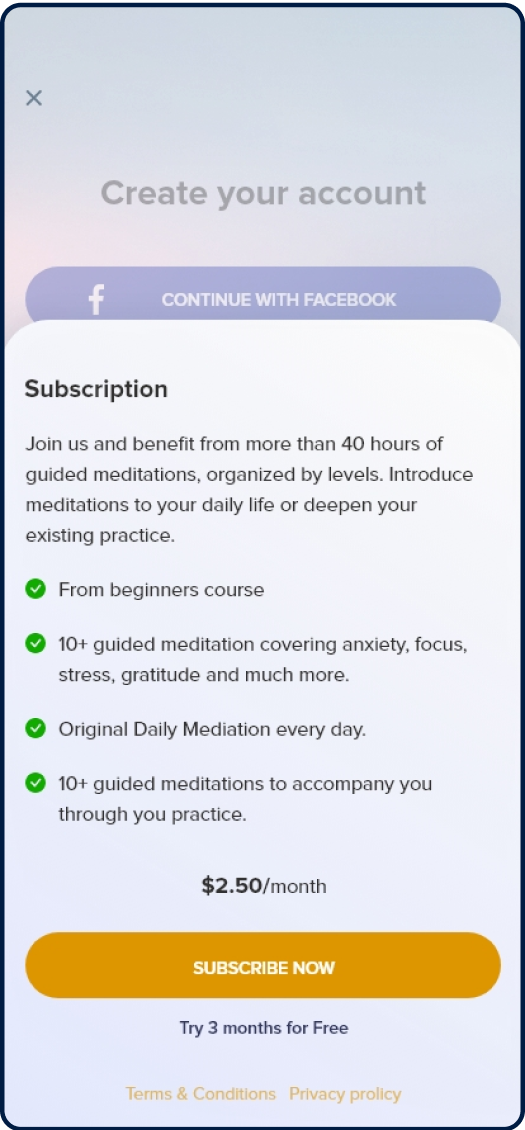 Create your account
CONTINUE WITH FACEBOOK
Subscription
Join us and benefit from more than 40 hours of
guided meditations, organized by levels. Introduce
meditations to your daily life or deepen your
existing practice.
From beginners course
10+ guided meditation covering anxiety, focus,
stress, gratitude and much more.
Original Daily Mediation every day.
10+ guided meditations to accompany you
through you practice.
$2.50/month
SUBSCRIBE NOW
Try 3 months for Free
Terms & Conditions Privacy prolicy